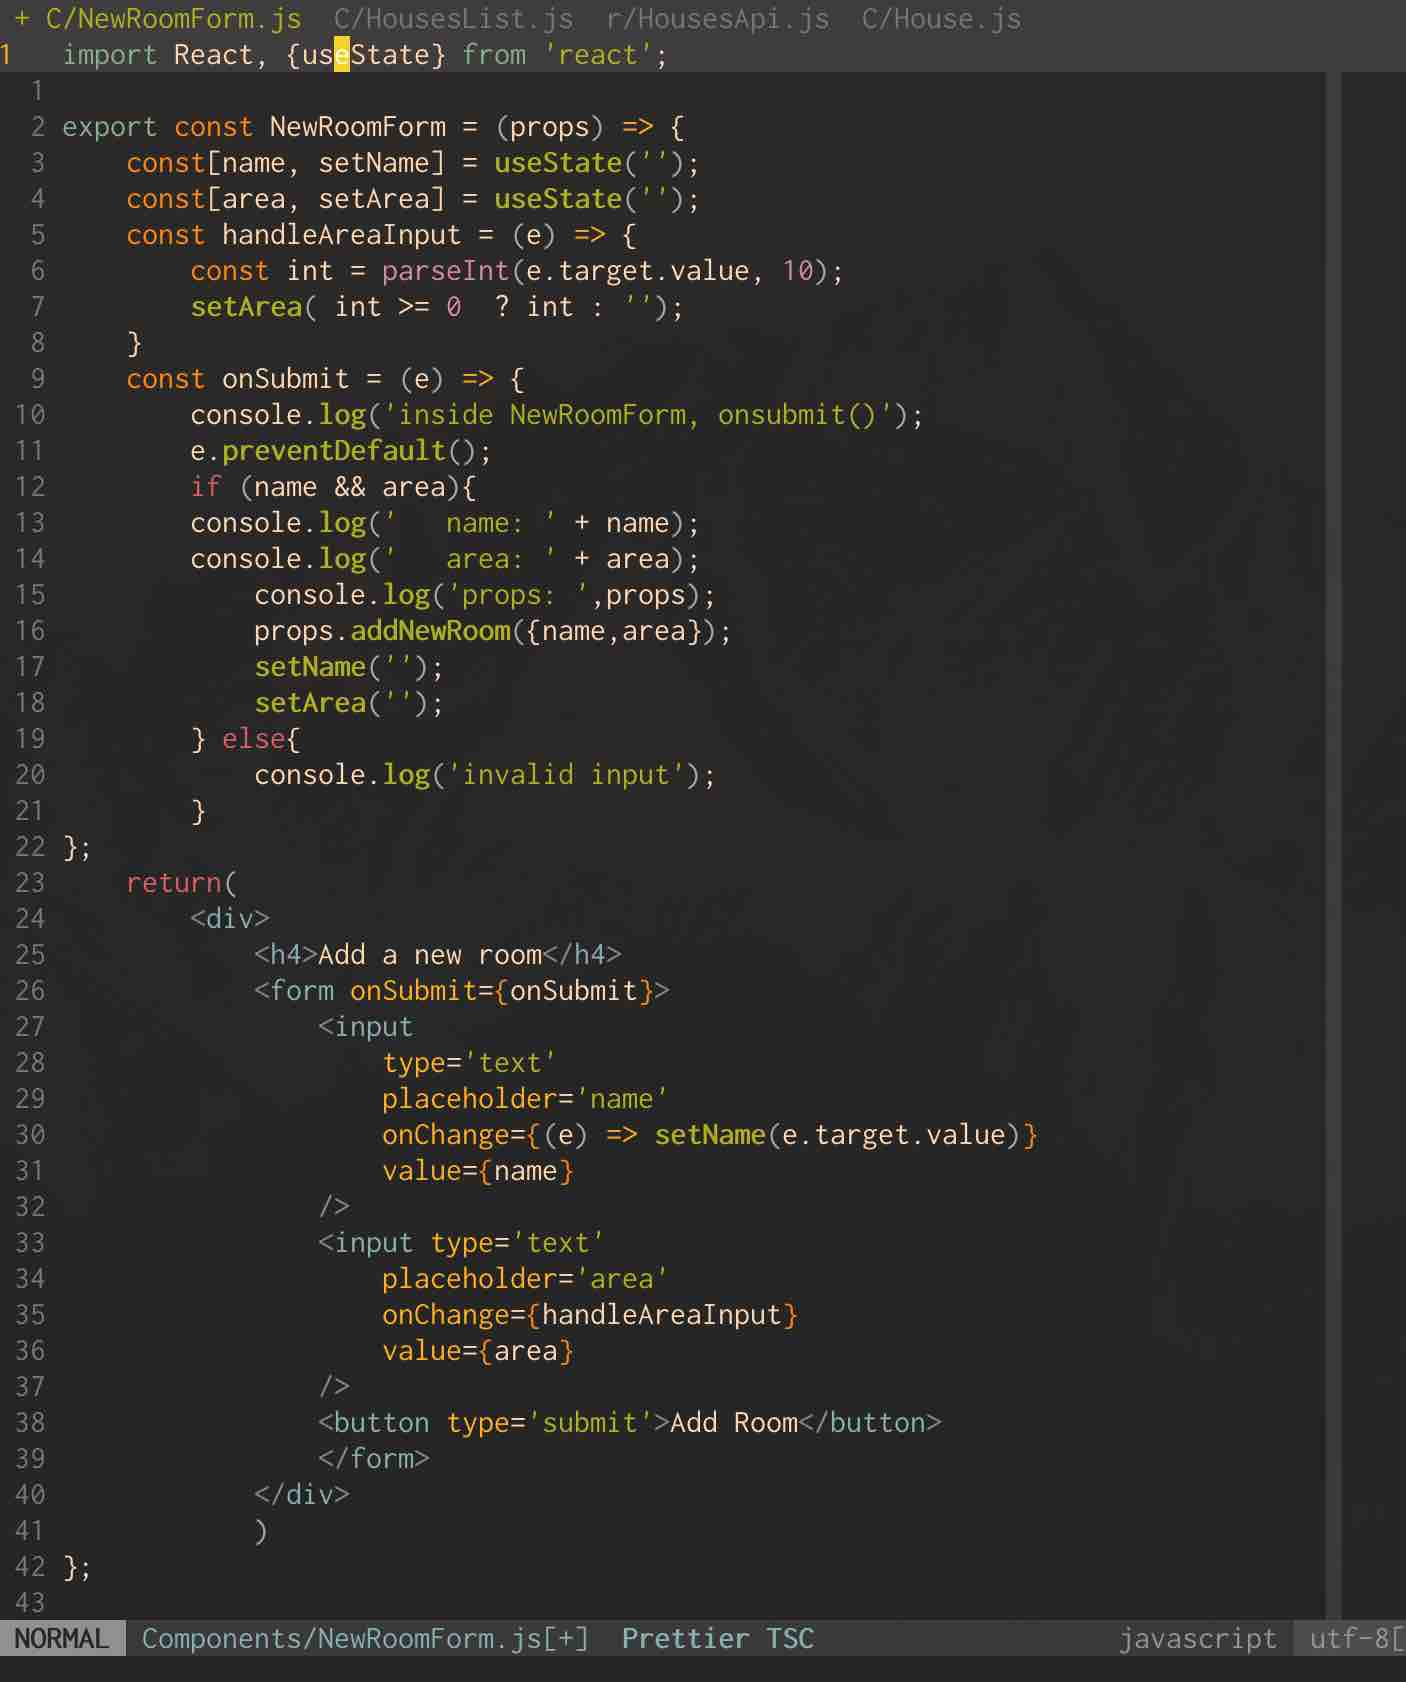 + C/NewRoomForm.js  C/HousesList.js  r/HousesApi.js  C/House.js
1   import React, {useState} from 'react';
  1
  2 export const NewRoomForm = (props) => {
  3     const[name, setName] = useState('');
  4     const[area, setArea] = useState('');
  5     const handleAreaInput = (e) => {
  6         const int = parseInt(e.target.value, 10);
  7         setArea( int >= 0  ? int : '');
  8     }
  9     const onSubmit = (e) => {
 10         console.log('inside NewRoomForm, onsubmit()');
 11         e.preventDefault();
 12         if (name && area){
 13         console.log('   name: ' + name);
 14         console.log('   area: ' + area);
 15             console.log('props: ',props);
 16             props.addNewRoom({name,area});
 17             setName('');
 18             setArea('');
 19         } else{
 20             console.log('invalid input');
 21         }
 22 };
 23     return(
 24         <div>
 25             <h4>Add a new room</h4>
 26             <form onSubmit={onSubmit}>
 27                 <input
 28                     type='text'
 29                     placeholder='name'
 30                     onChange={(e) => setName(e.target.value)}
 31                     value={name}
 32                 />
 33                 <input type='text'
 34                     placeholder='area'
 35                     onChange={handleAreaInput}
 36                     value={area}
 37                 />
 38                 <button type='submit'>Add Room</button>
 39                 </form>
 40             </div>
 41             )
 42 };
 43
NORMAL  Components/NewRoomForm.js[+]  Prettier TSC  javascript  utf-8[